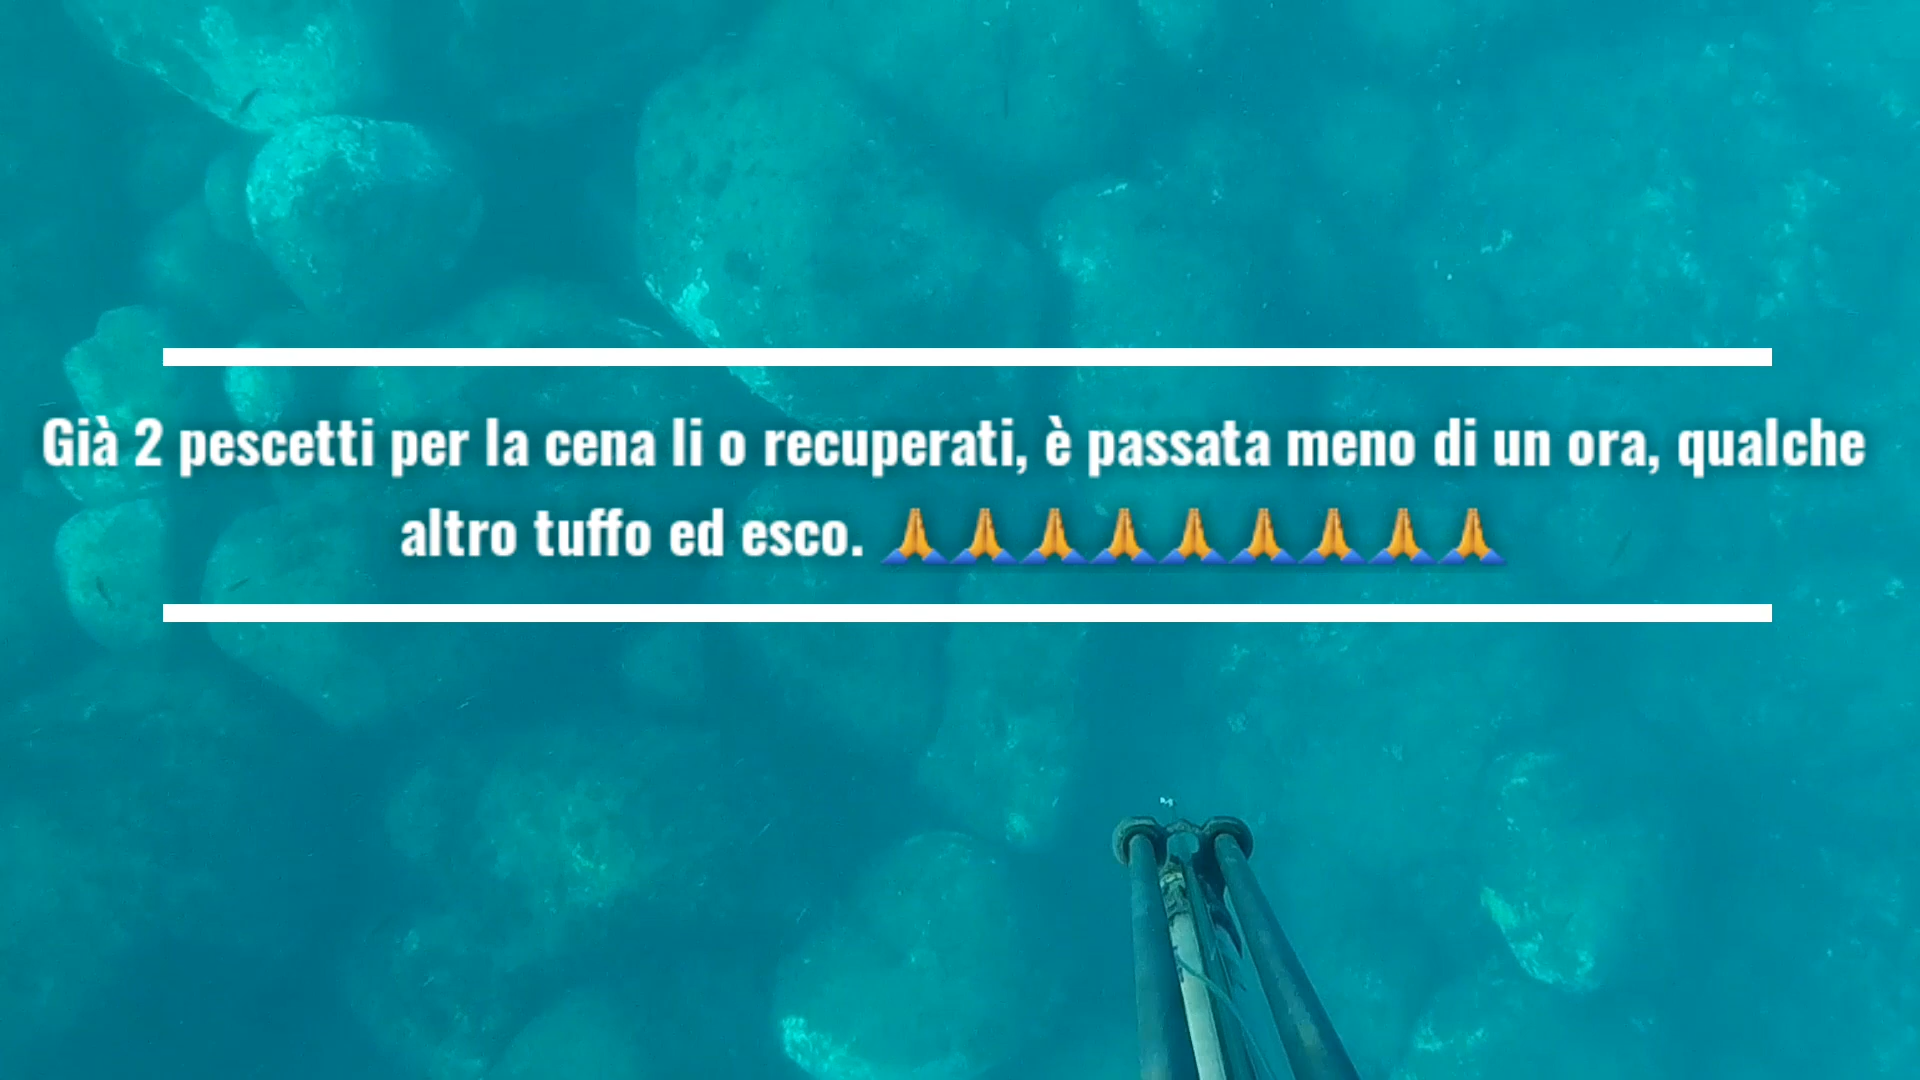 Già 2 pescetti per la cena li o recuperati, è passata meno di un ora, qualche
altro tuffo ed esco. 🙏🙏🙏🙏🙏🙏🙏🙏🙏